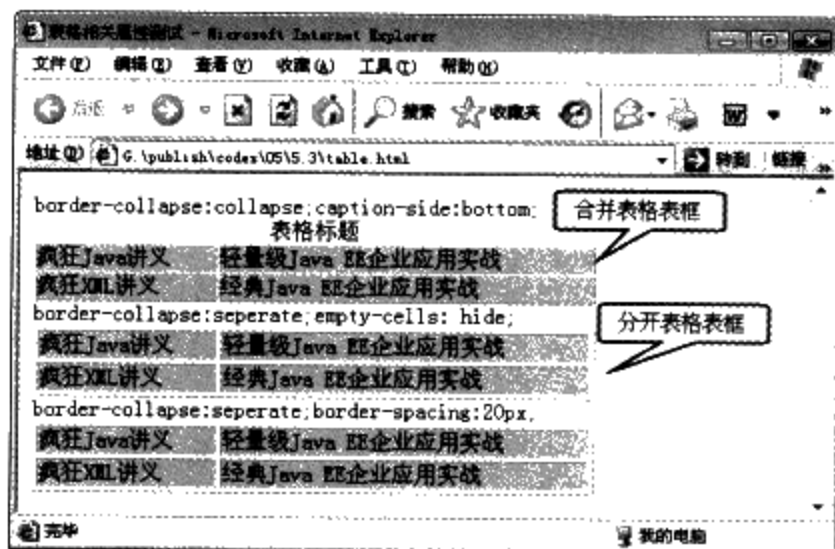 表格相关属性测试 - Microsoft Internet Explorer
文件(F) 编辑(E) 查看(V) 收藏(A) 工具(T) 帮助(H)
后退 搜索 收藏夹
地址(D) G:\publish\codes\05\5.3\table.html 转到 链接
border-collapse:collapse;caption-side:bottom; 合并表格表框
表格标题
疯狂Java讲义 轻量级Java EE企业应用实战
疯狂XML讲义 经典Java EE企业应用实战
border-collapse:seperate;empty-cells: hide; 分开表格表框
疯狂Java讲义 轻量级Java EE企业应用实战
疯狂XML讲义 经典Java EE企业应用实战
border-collapse:seperate;border-spacing:20px,
疯狂Java讲义 轻量级Java EE企业应用实战
疯狂XML讲义 经典Java EE企业应用实战
完毕 我的电脑